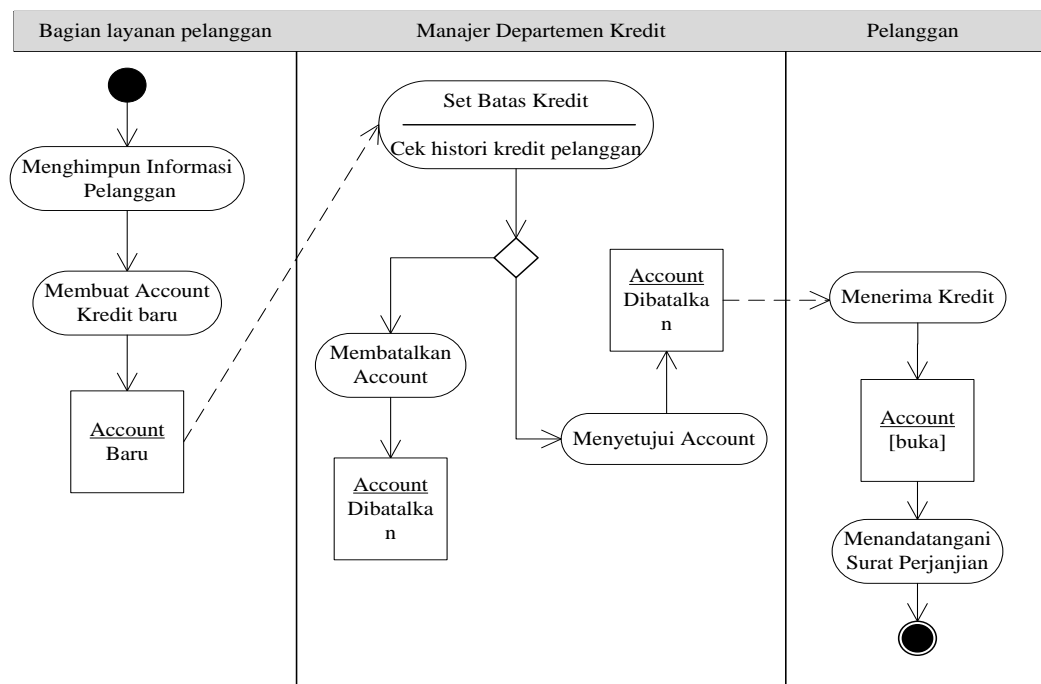 Bagian layanan pelanggan
Manajer Departemen Kredit
Pelanggan
Menghimpun Informasi
Pelanggan
Membuat Account
Kredit baru
Account
Baru
Set Batas Kredit
Cek histori kredit pelanggan
Membatalkan
Account
Account
Dibatalka
n
Menyetujui Account
Account
Dibatalka
n
Menerima Kredit
Account
[buka]
Menandatangani
Surat Perjanjian